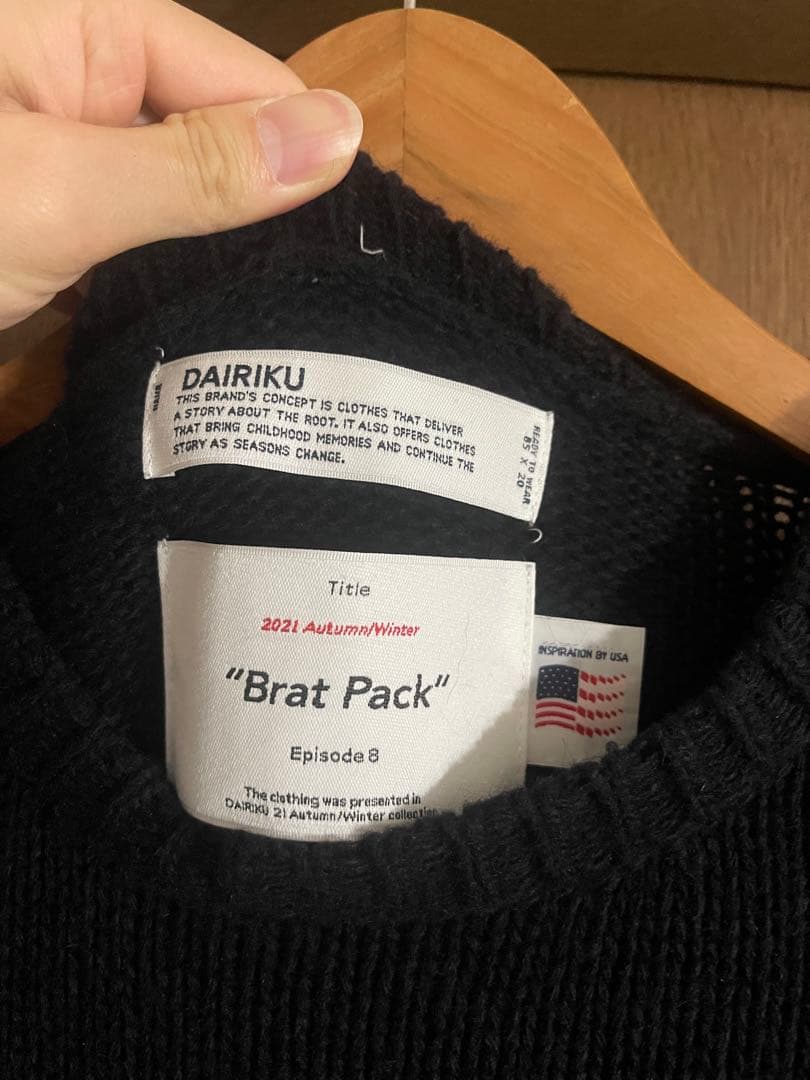 DAIRIKU
THIS BRAND'S CONCEPT IS CLOTHES THAT DELIVER
A STORY ABOUT THE ROOT. IT ALSO OFFERS CLOTHES
THAT BRING CHILDHOOD MEMORIES AND CONTINUE THE
STORY AS SEASONS CHANGE.
NAME
READY TO WEAR
85 X 20
Title
2021 Autumn/Winter
"Brat Pack"
Episode 8
The clothing was presented in
DAIRIKU 21 Autumn/Winter collection
INSPIRATION BY USA